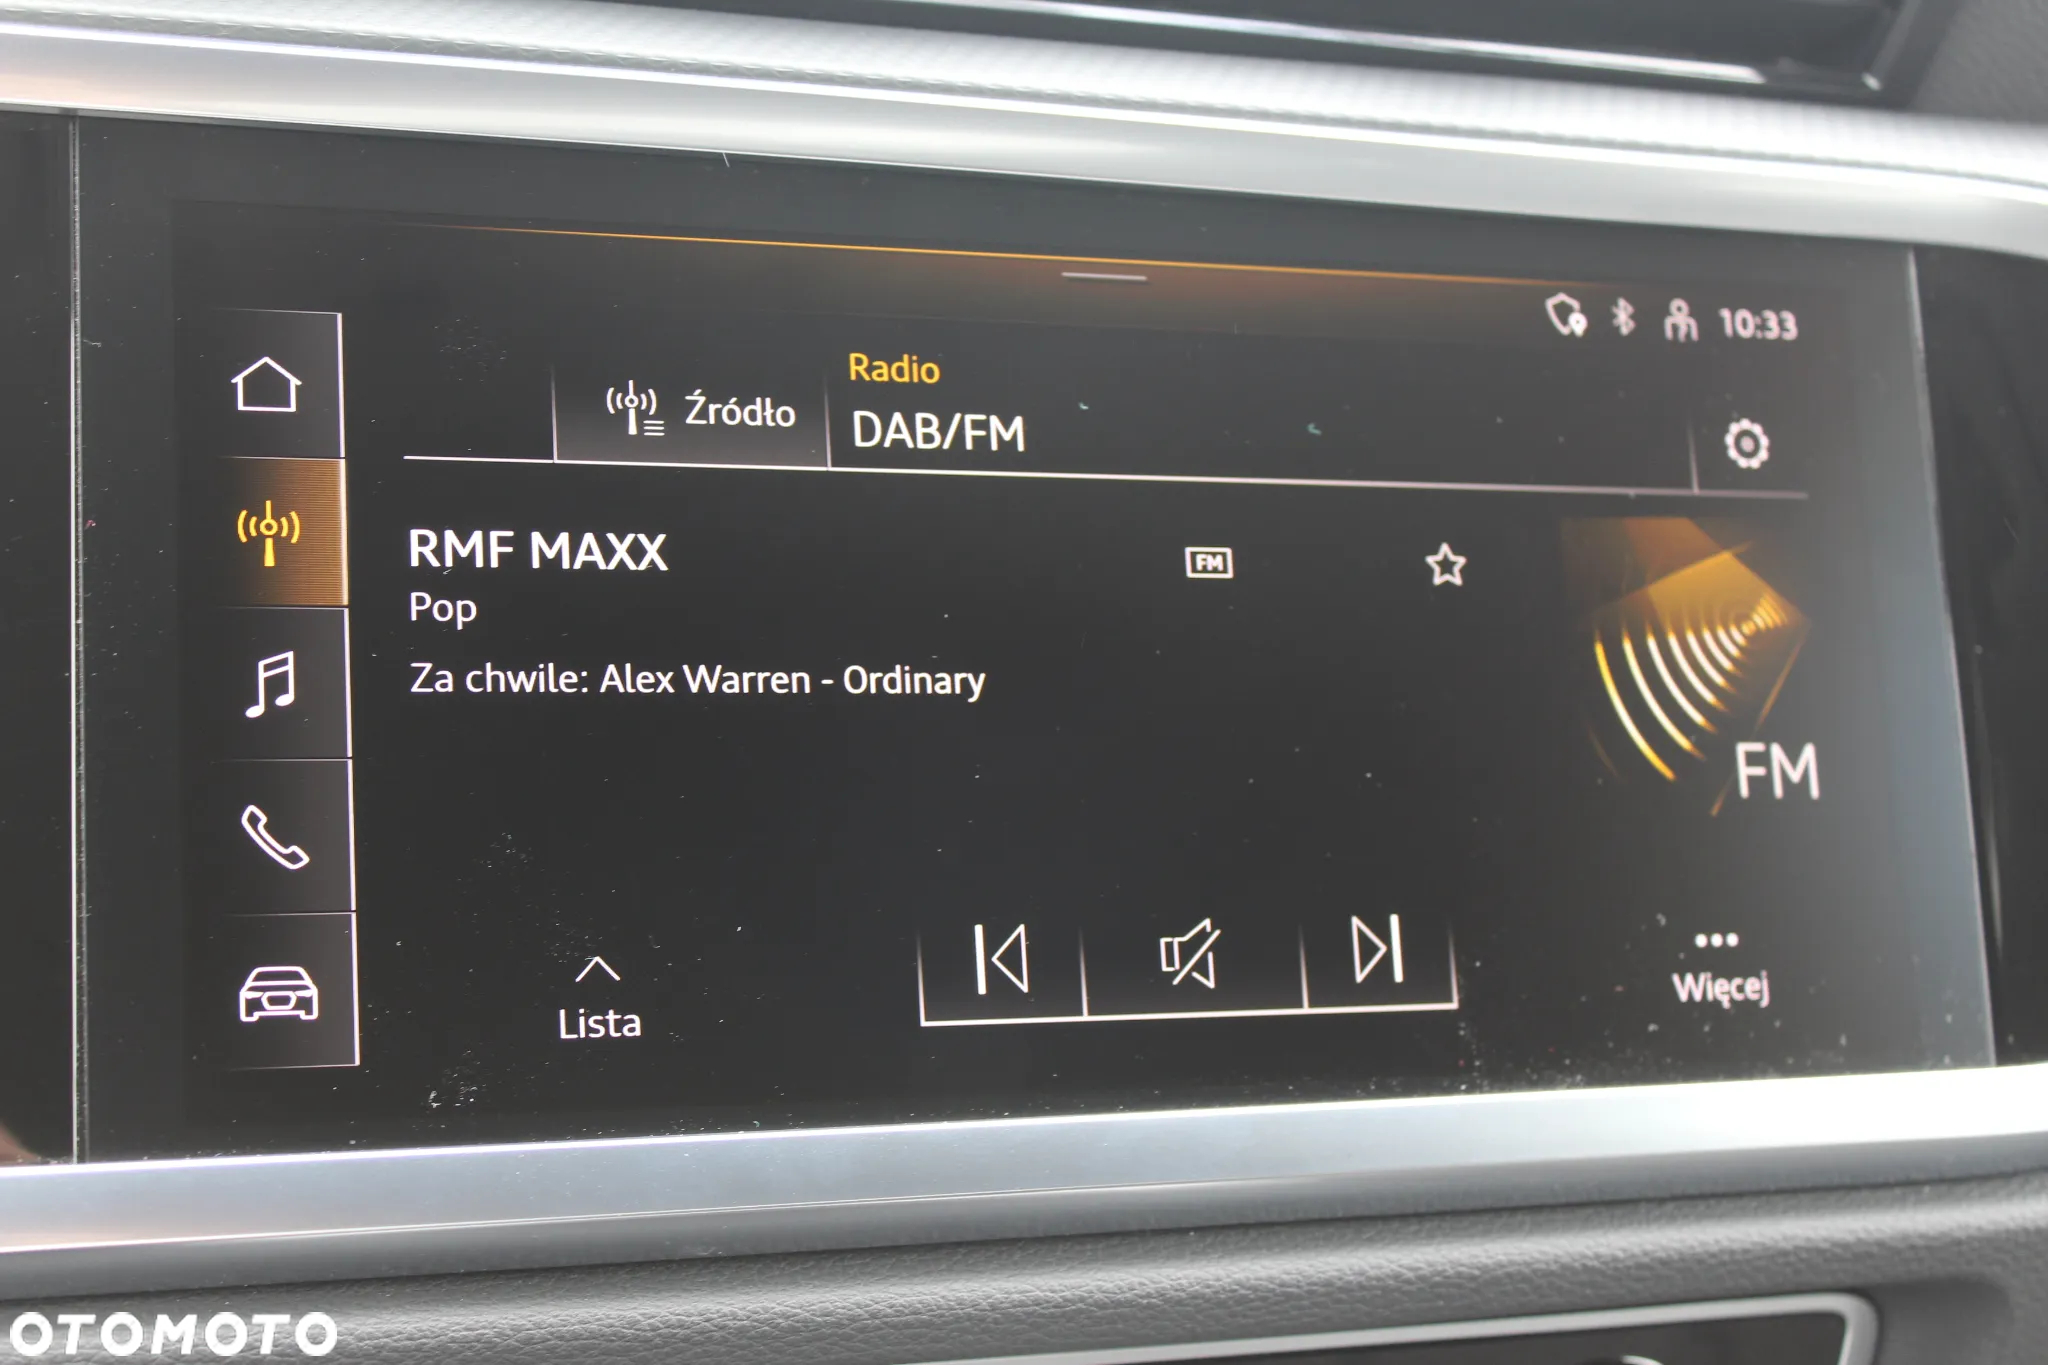 10:33
Źródło
Radio
DAB/FM
RMF MAXX
FM
Pop
Za chwile: Alex Warren - Ordinary
FM
Lista
Więcej
OTOMOTO